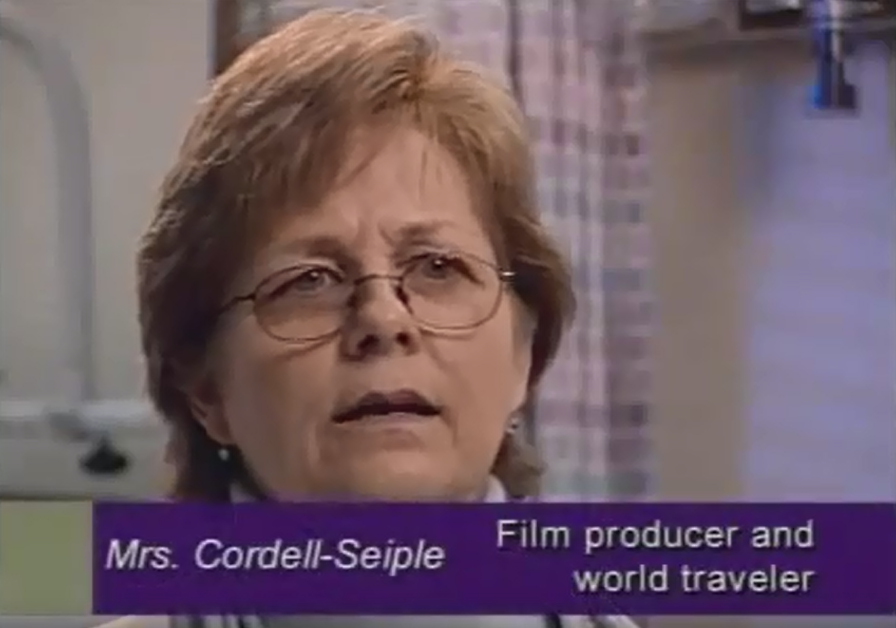 Mrs. Cordell-Seiple
Film producer and
world traveler